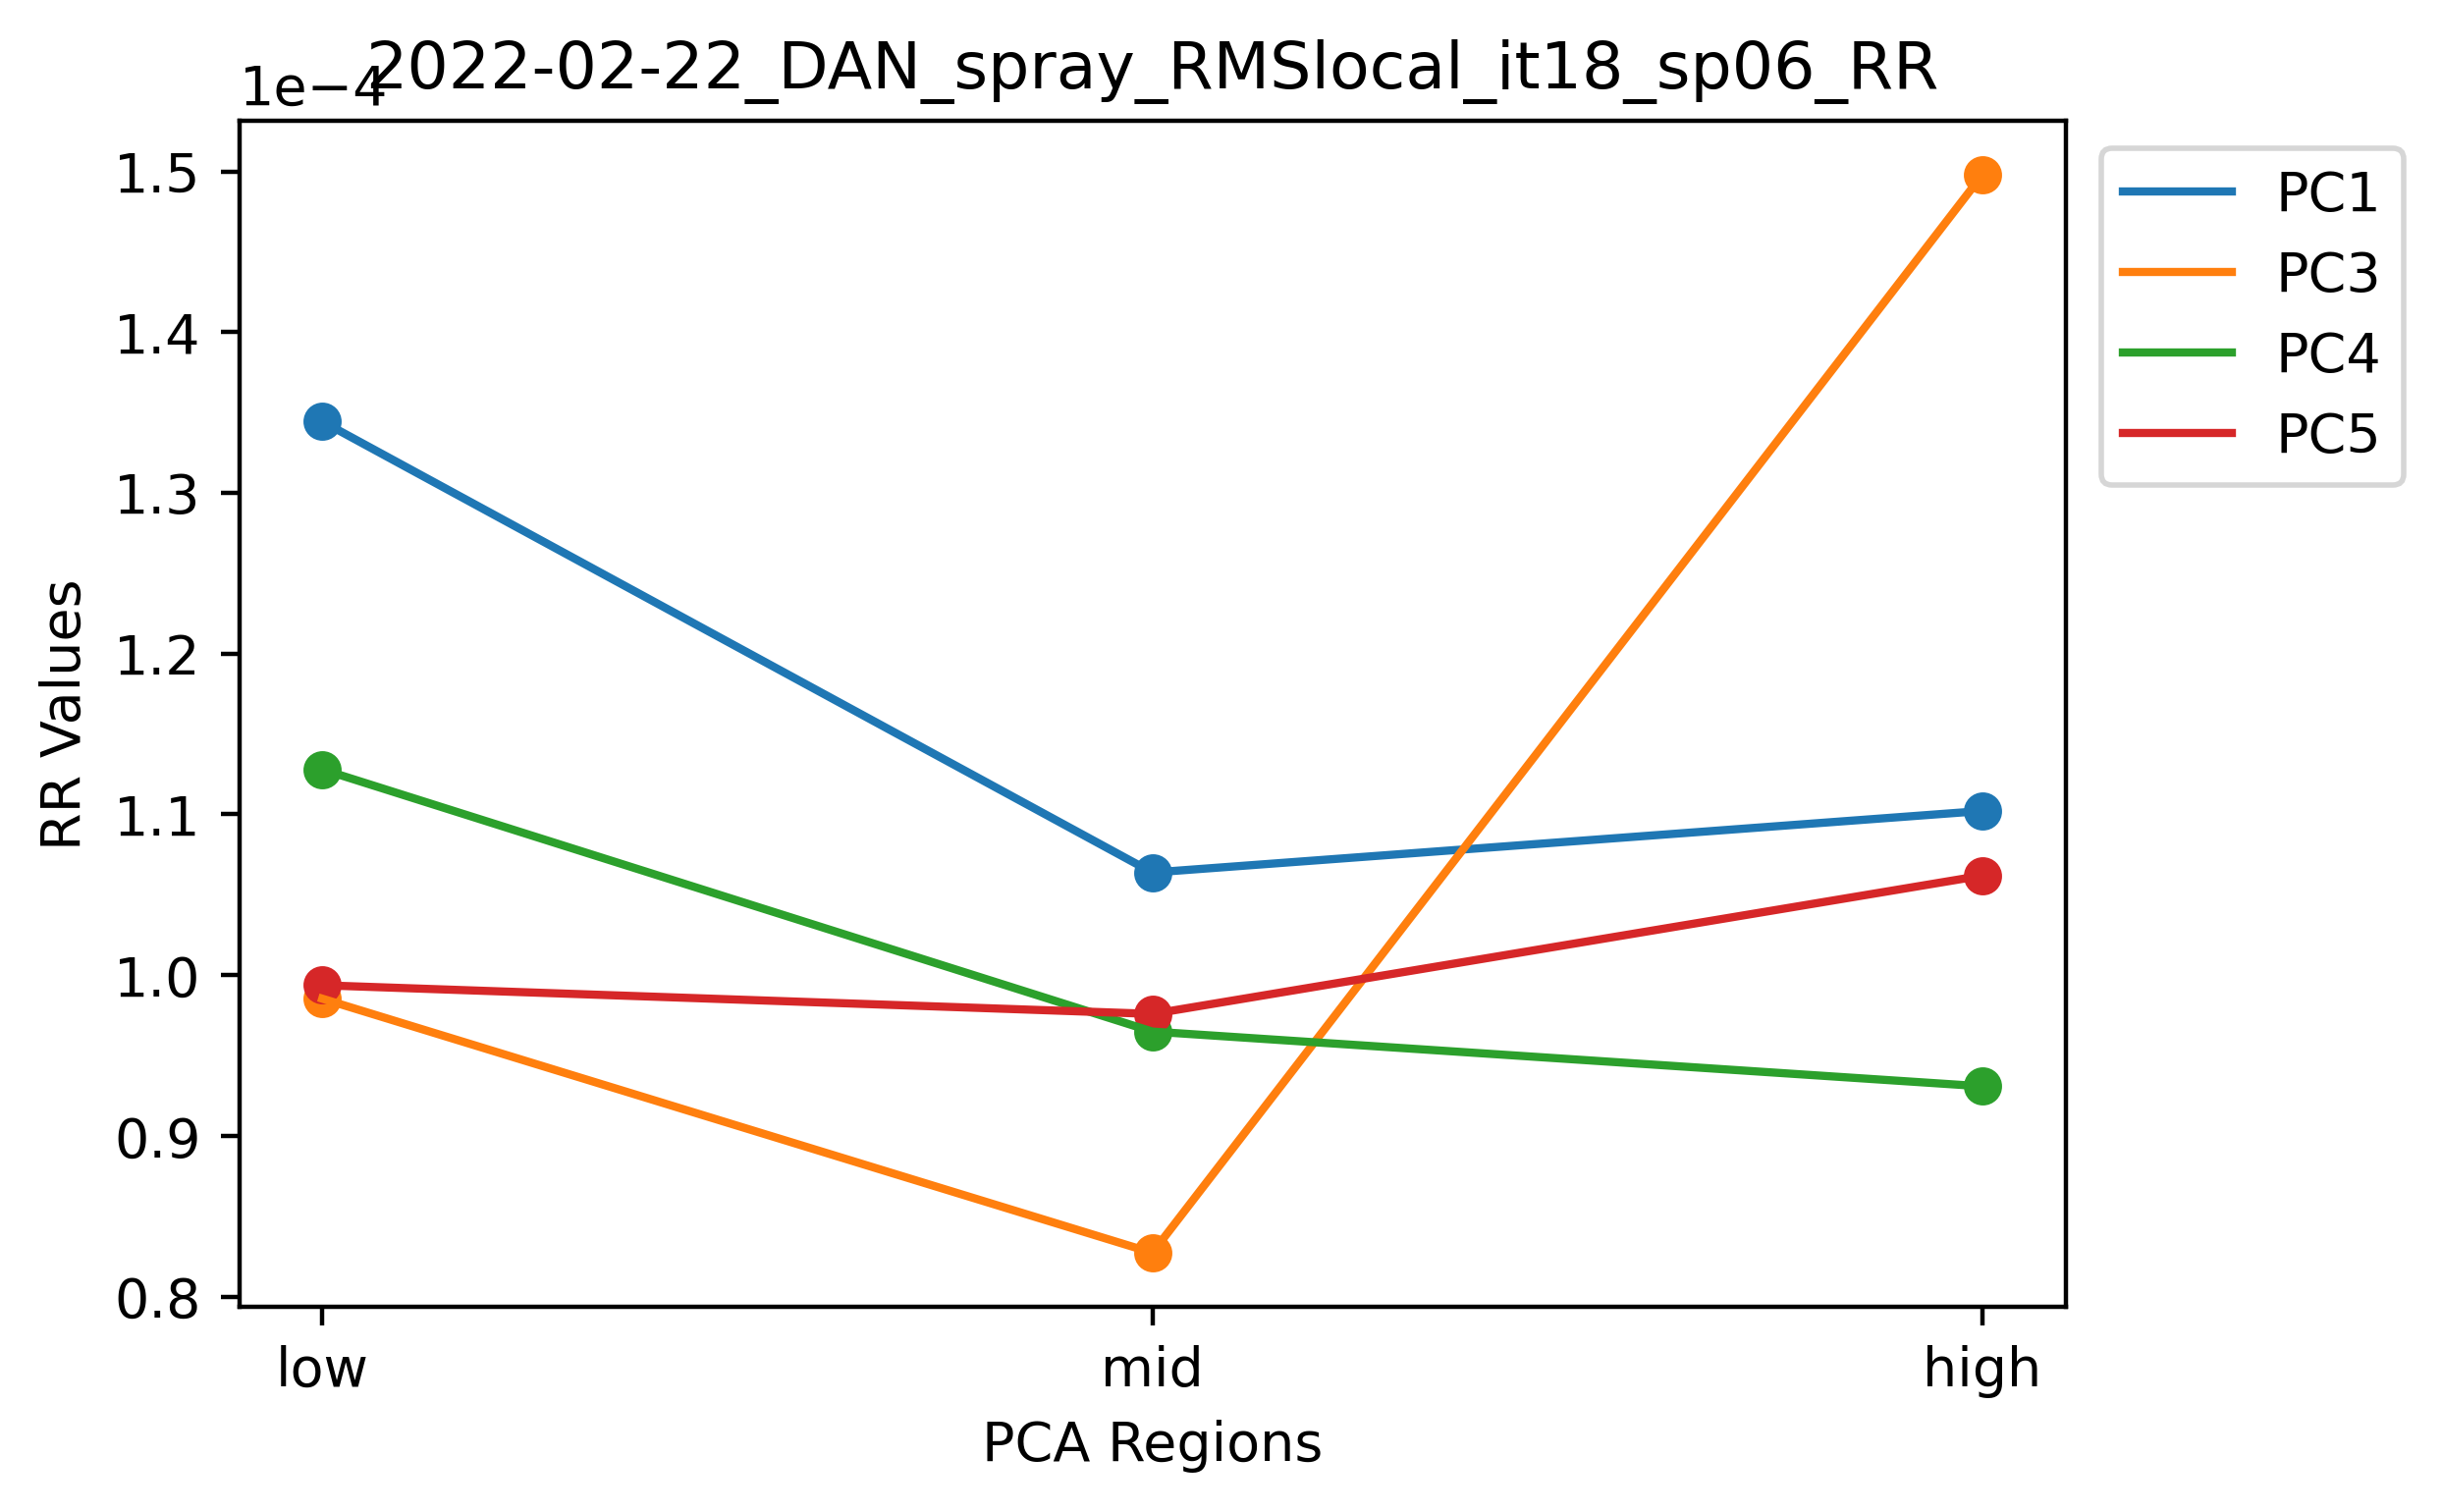 2022-02-22_DAN_spray_RMSlocal_it18_sp06_RR
1e−4
1.5
1.4
1.3
1.2
1.1
1.0
0.9
0.8
RR Values
low
mid
high
PCA Regions
PC1
PC3
PC4
PC5